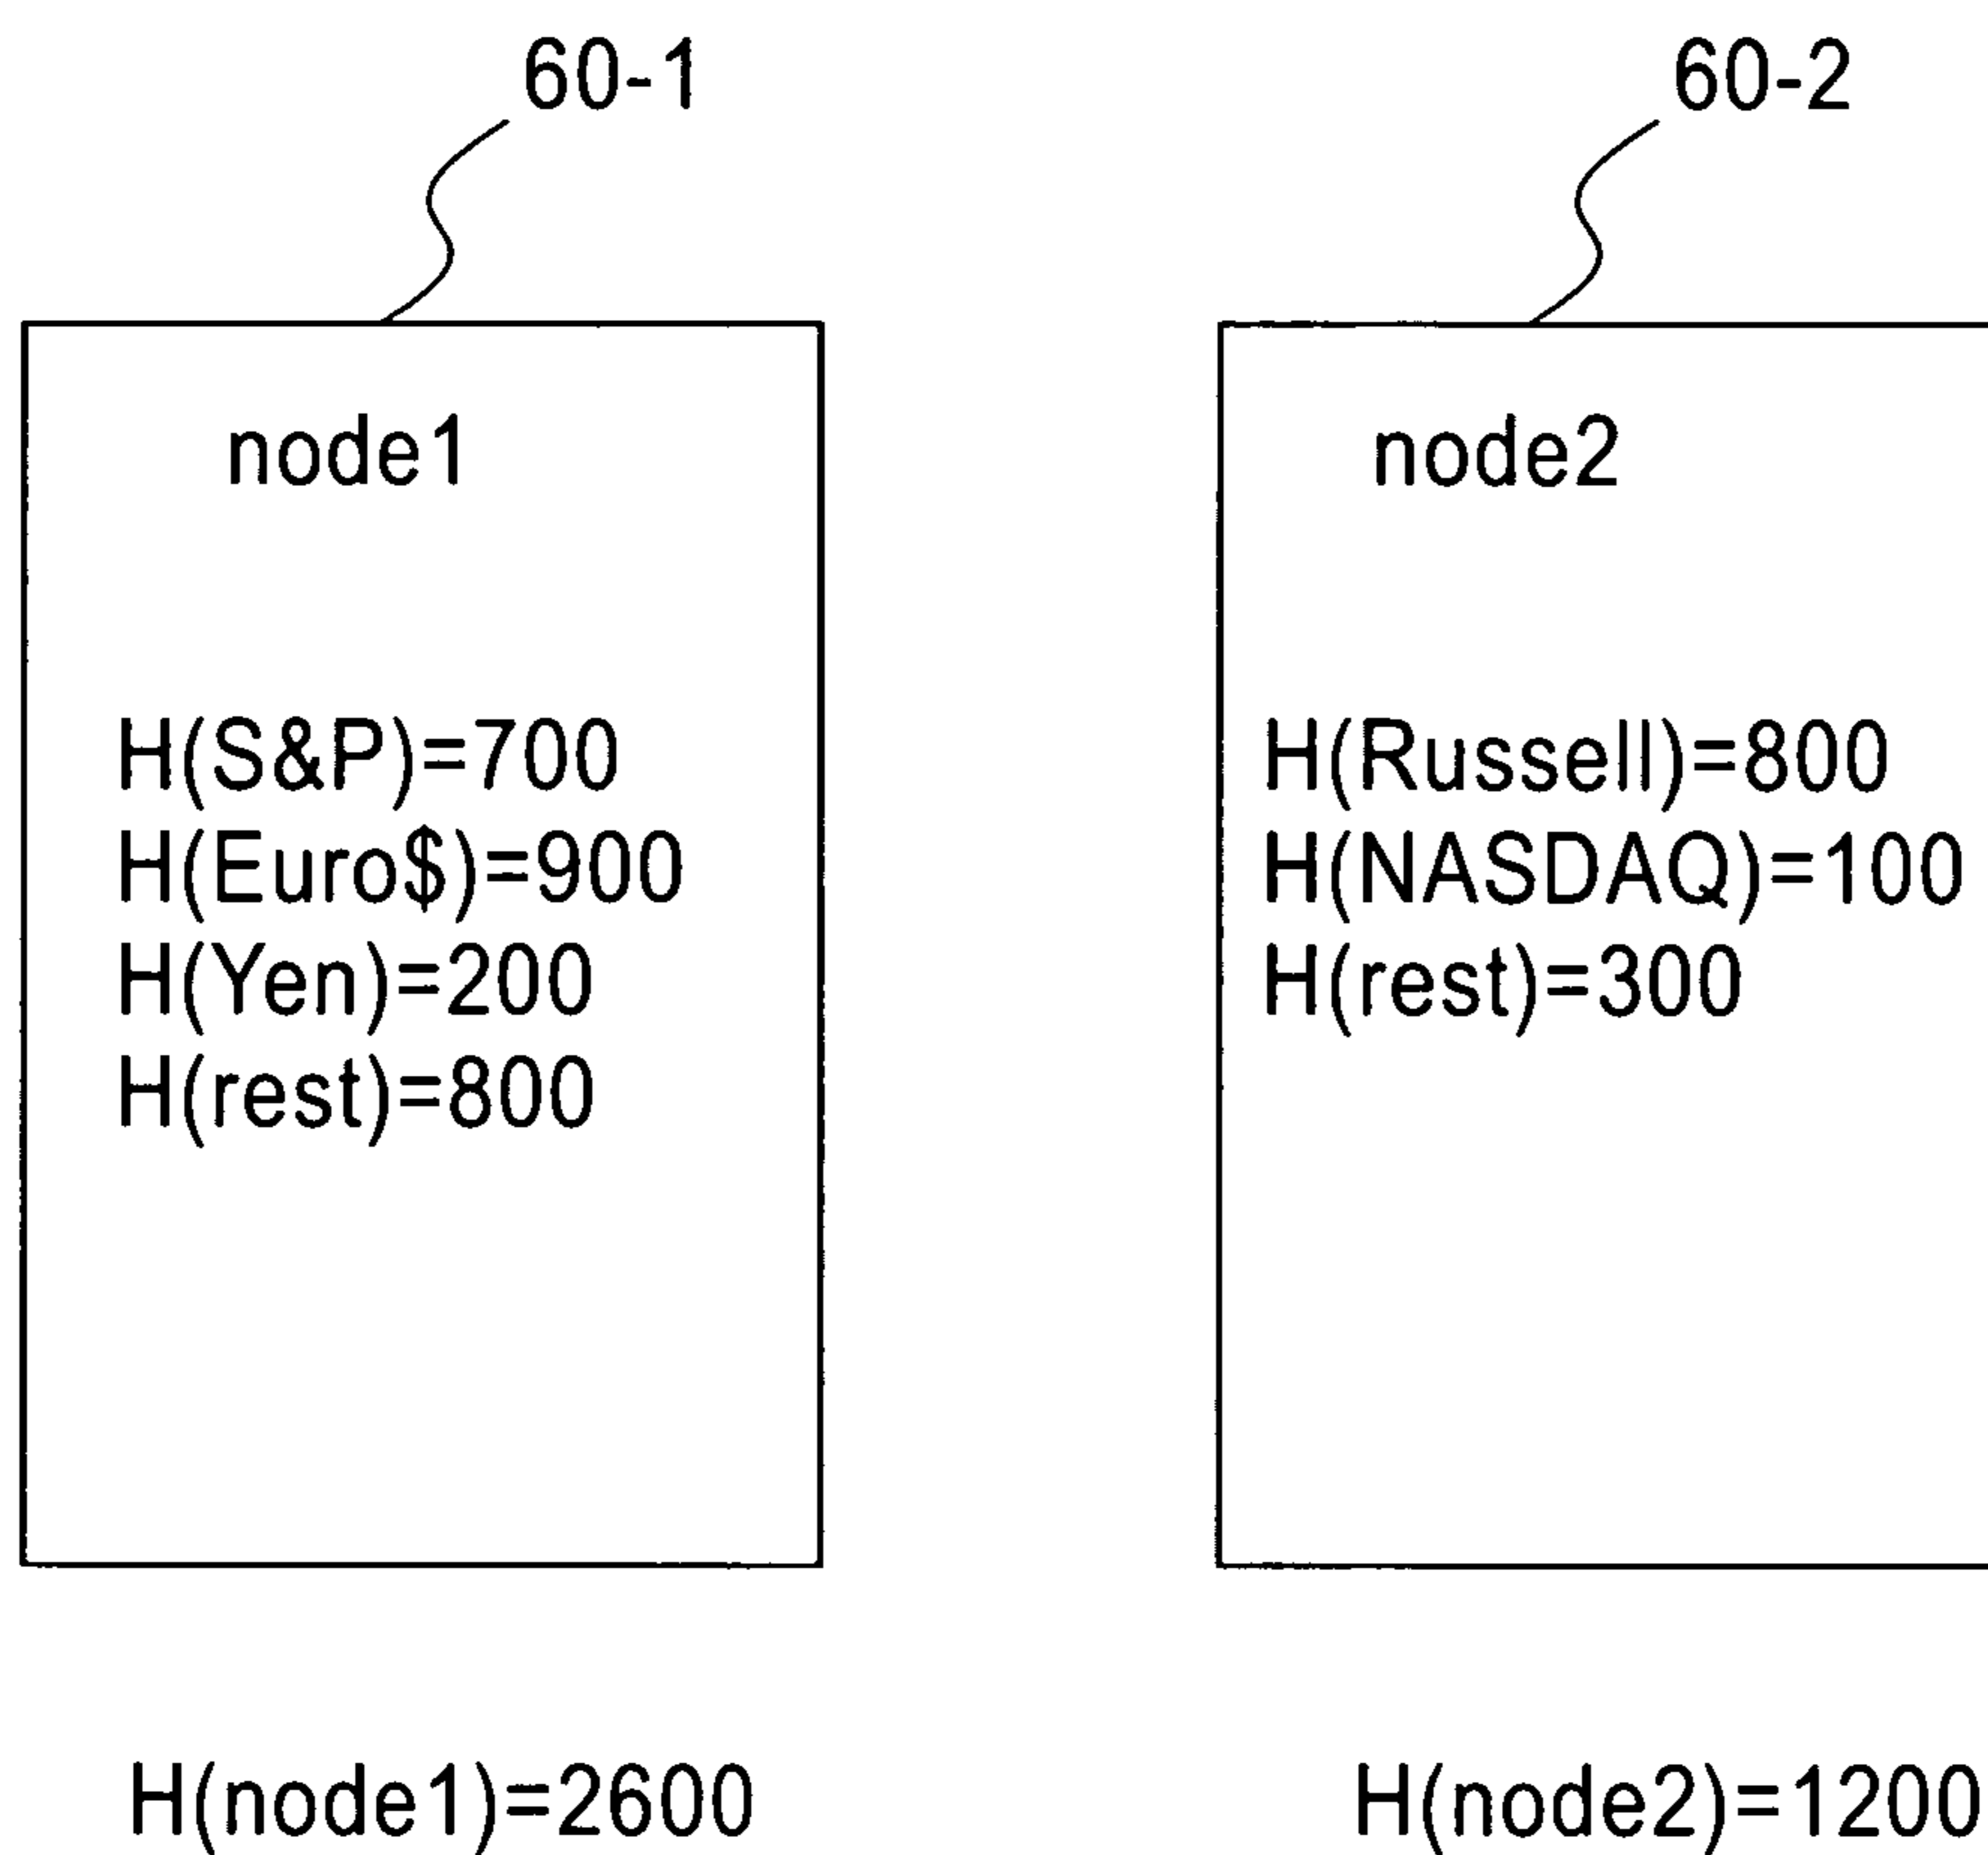 60-1
60-2
node1
H(S&P)=700
H(Euro$)=900
H(Yen)=200
H(rest)=800
H(node1)=2600
node2
H(Russell)=800
H(NASDAQ)=100
H(rest)=300
H(node2)=1200